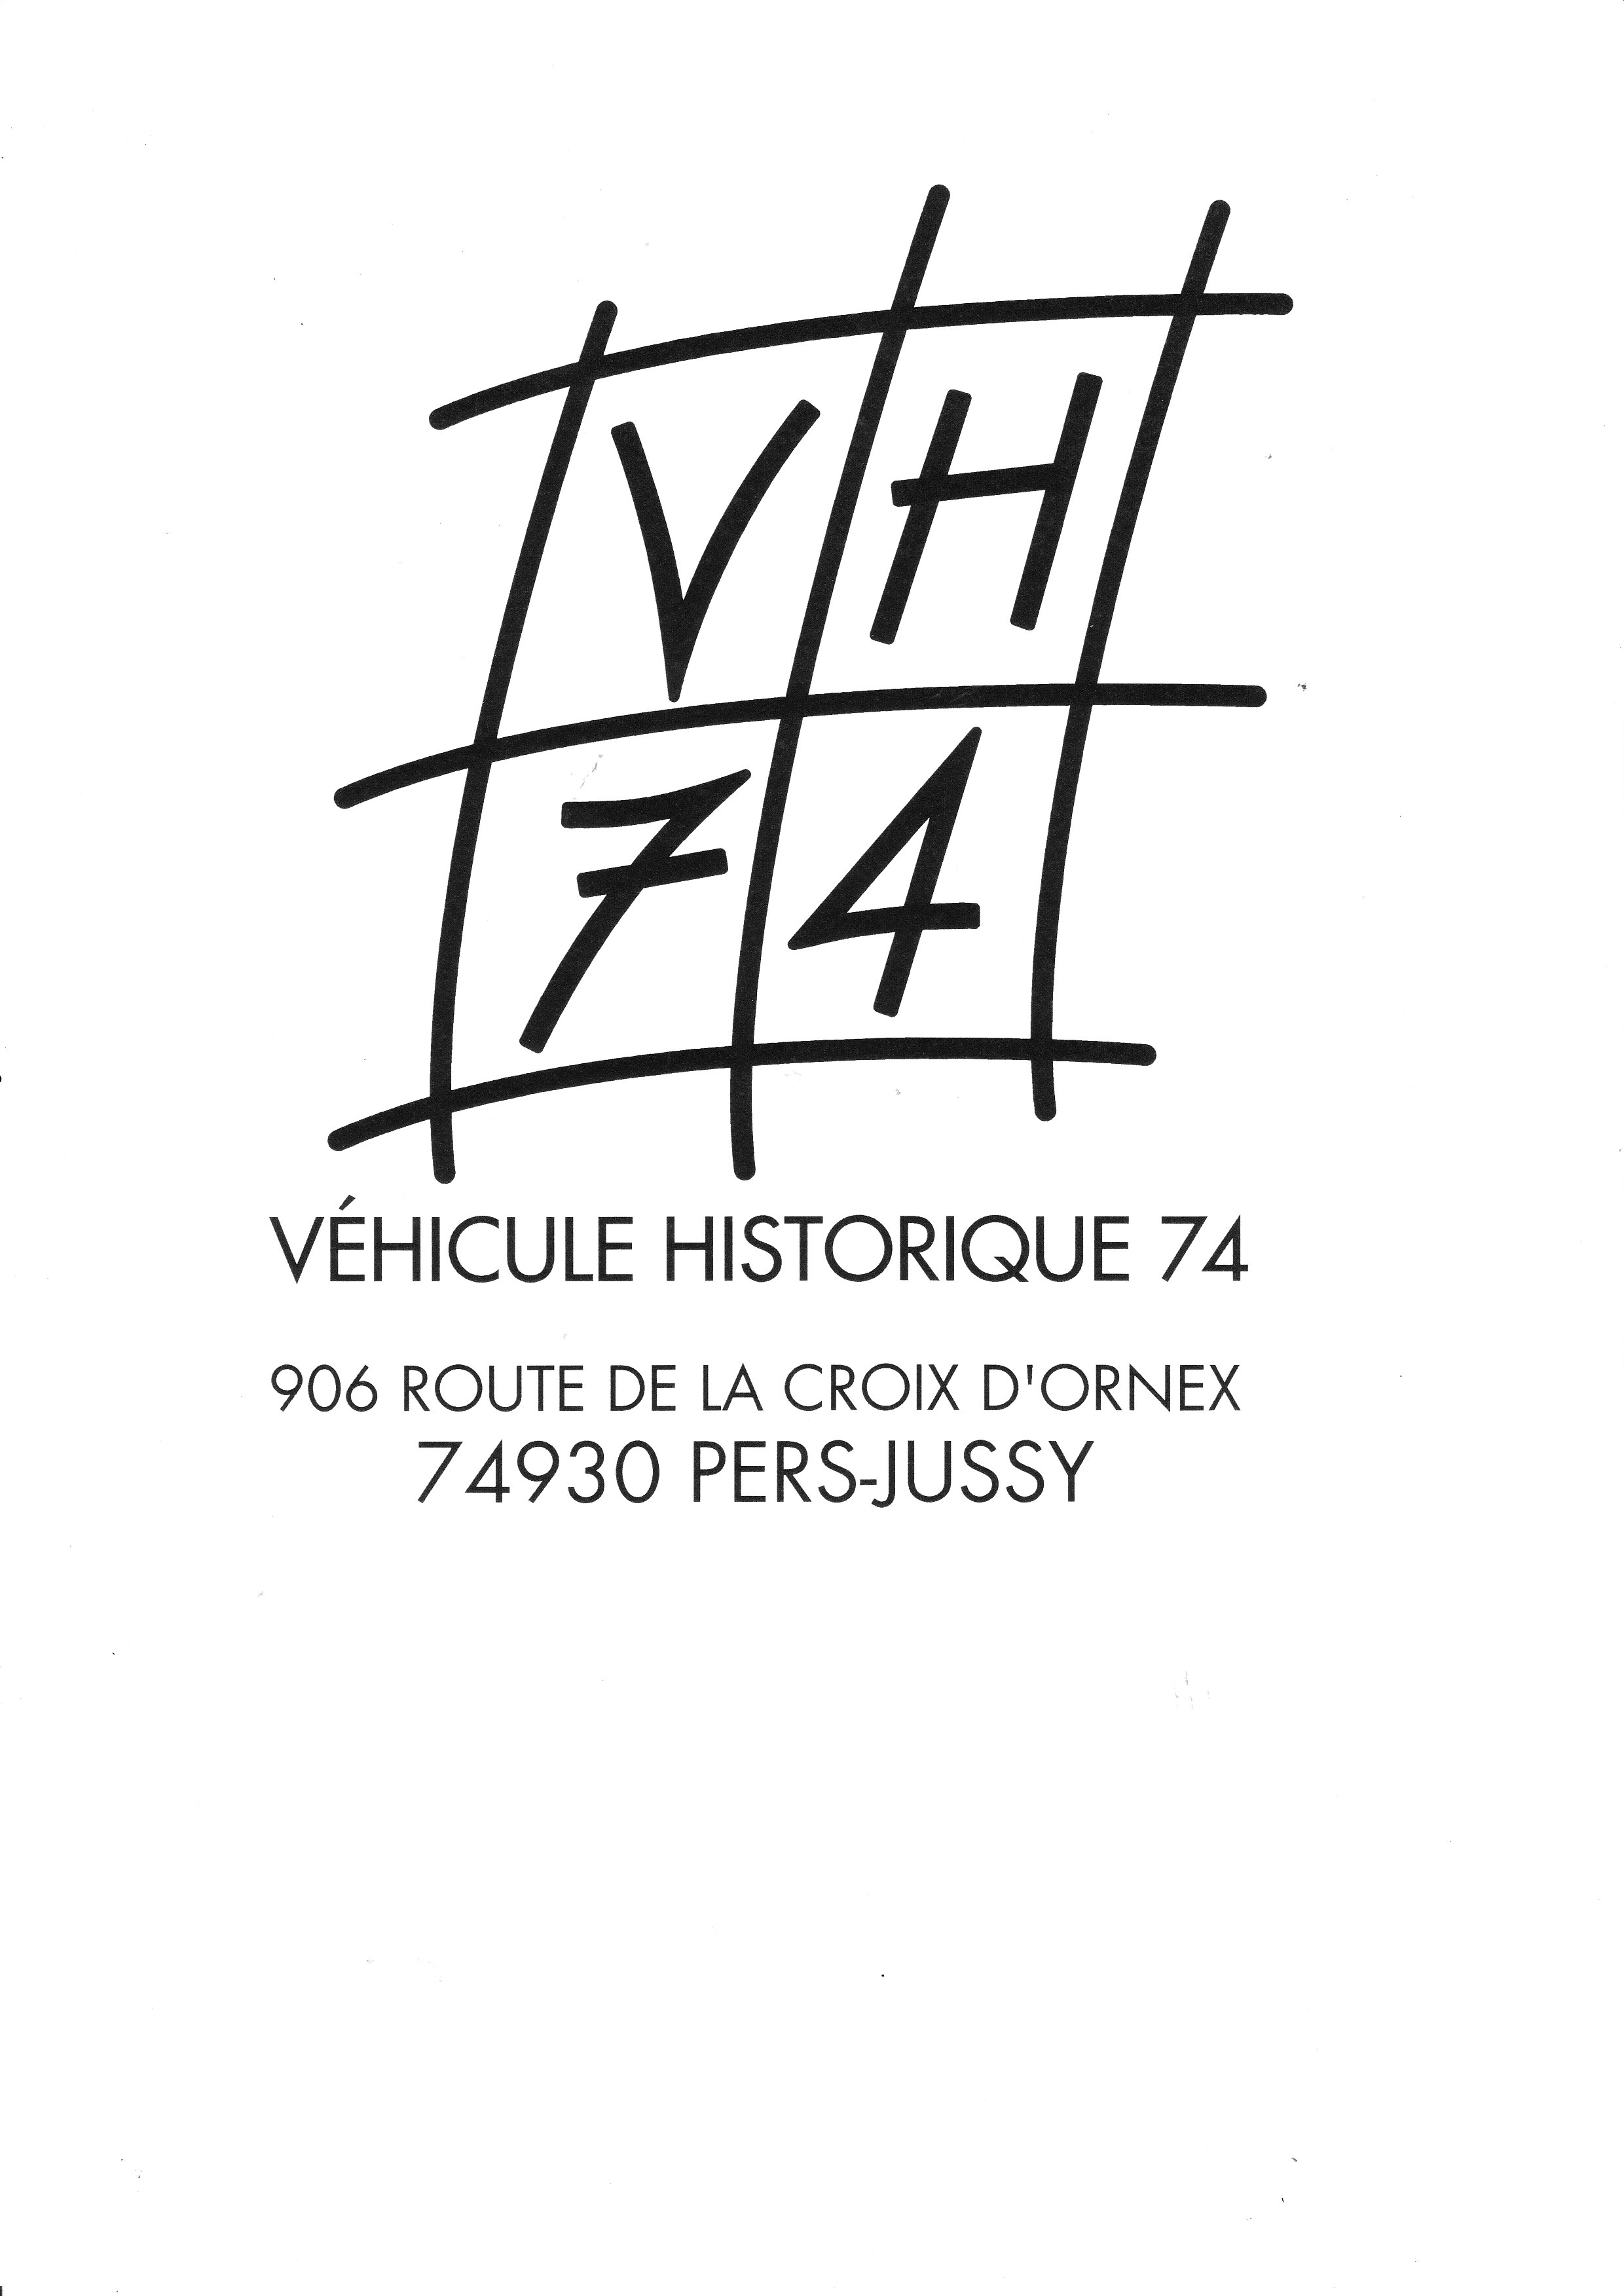 VH
74
VÉHICULE HISTORIQUE 74
906 ROUTE DE LA CROIX D'ORNEX
74930 PERS-JUSSY